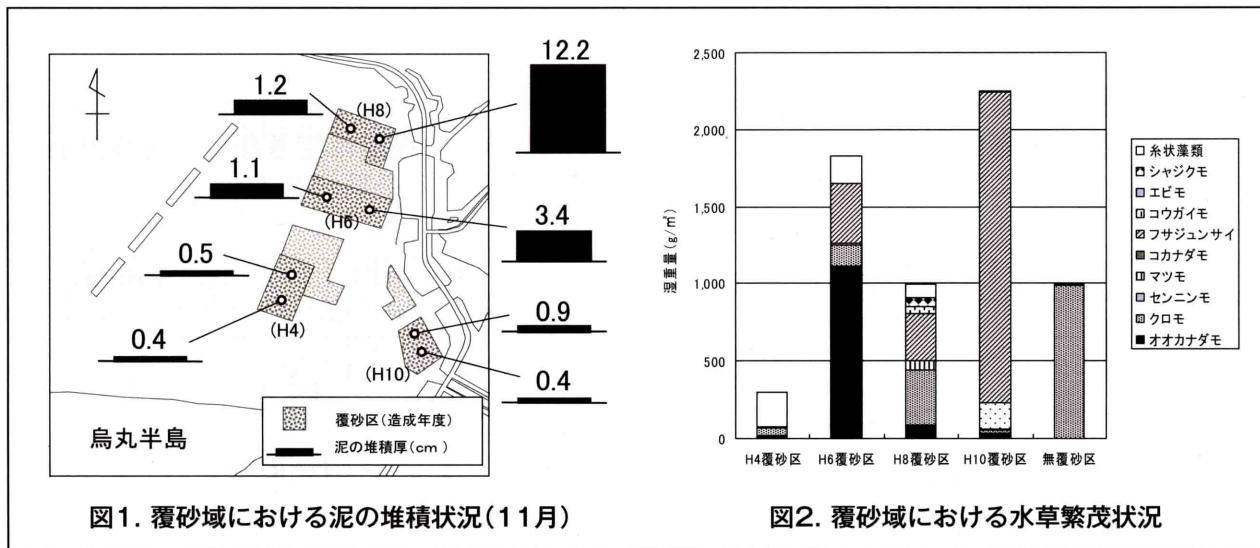 12.2
1.2
(H8)
1.1
(H6)
3.4
0.5
0.9
0.4
(H4)
(H10)
0.4
烏丸半島
覆砂区(造成年度)
泥の堆積厚(cm)
図1. 覆砂域における泥の堆積状況(11月)
2,500
2,000
1,500
1,000
500
0
湿重量(g/㎡)
H4覆砂区
H6覆砂区
H8覆砂区
H10覆砂区
無覆砂区
糸状藻類
シャジクモ
エビモ
コウガイモ
フサジュンサイ
コカナダモ
マツモ
センニンモ
クロモ
オオカナダモ
図2. 覆砂域における水草繁茂状況